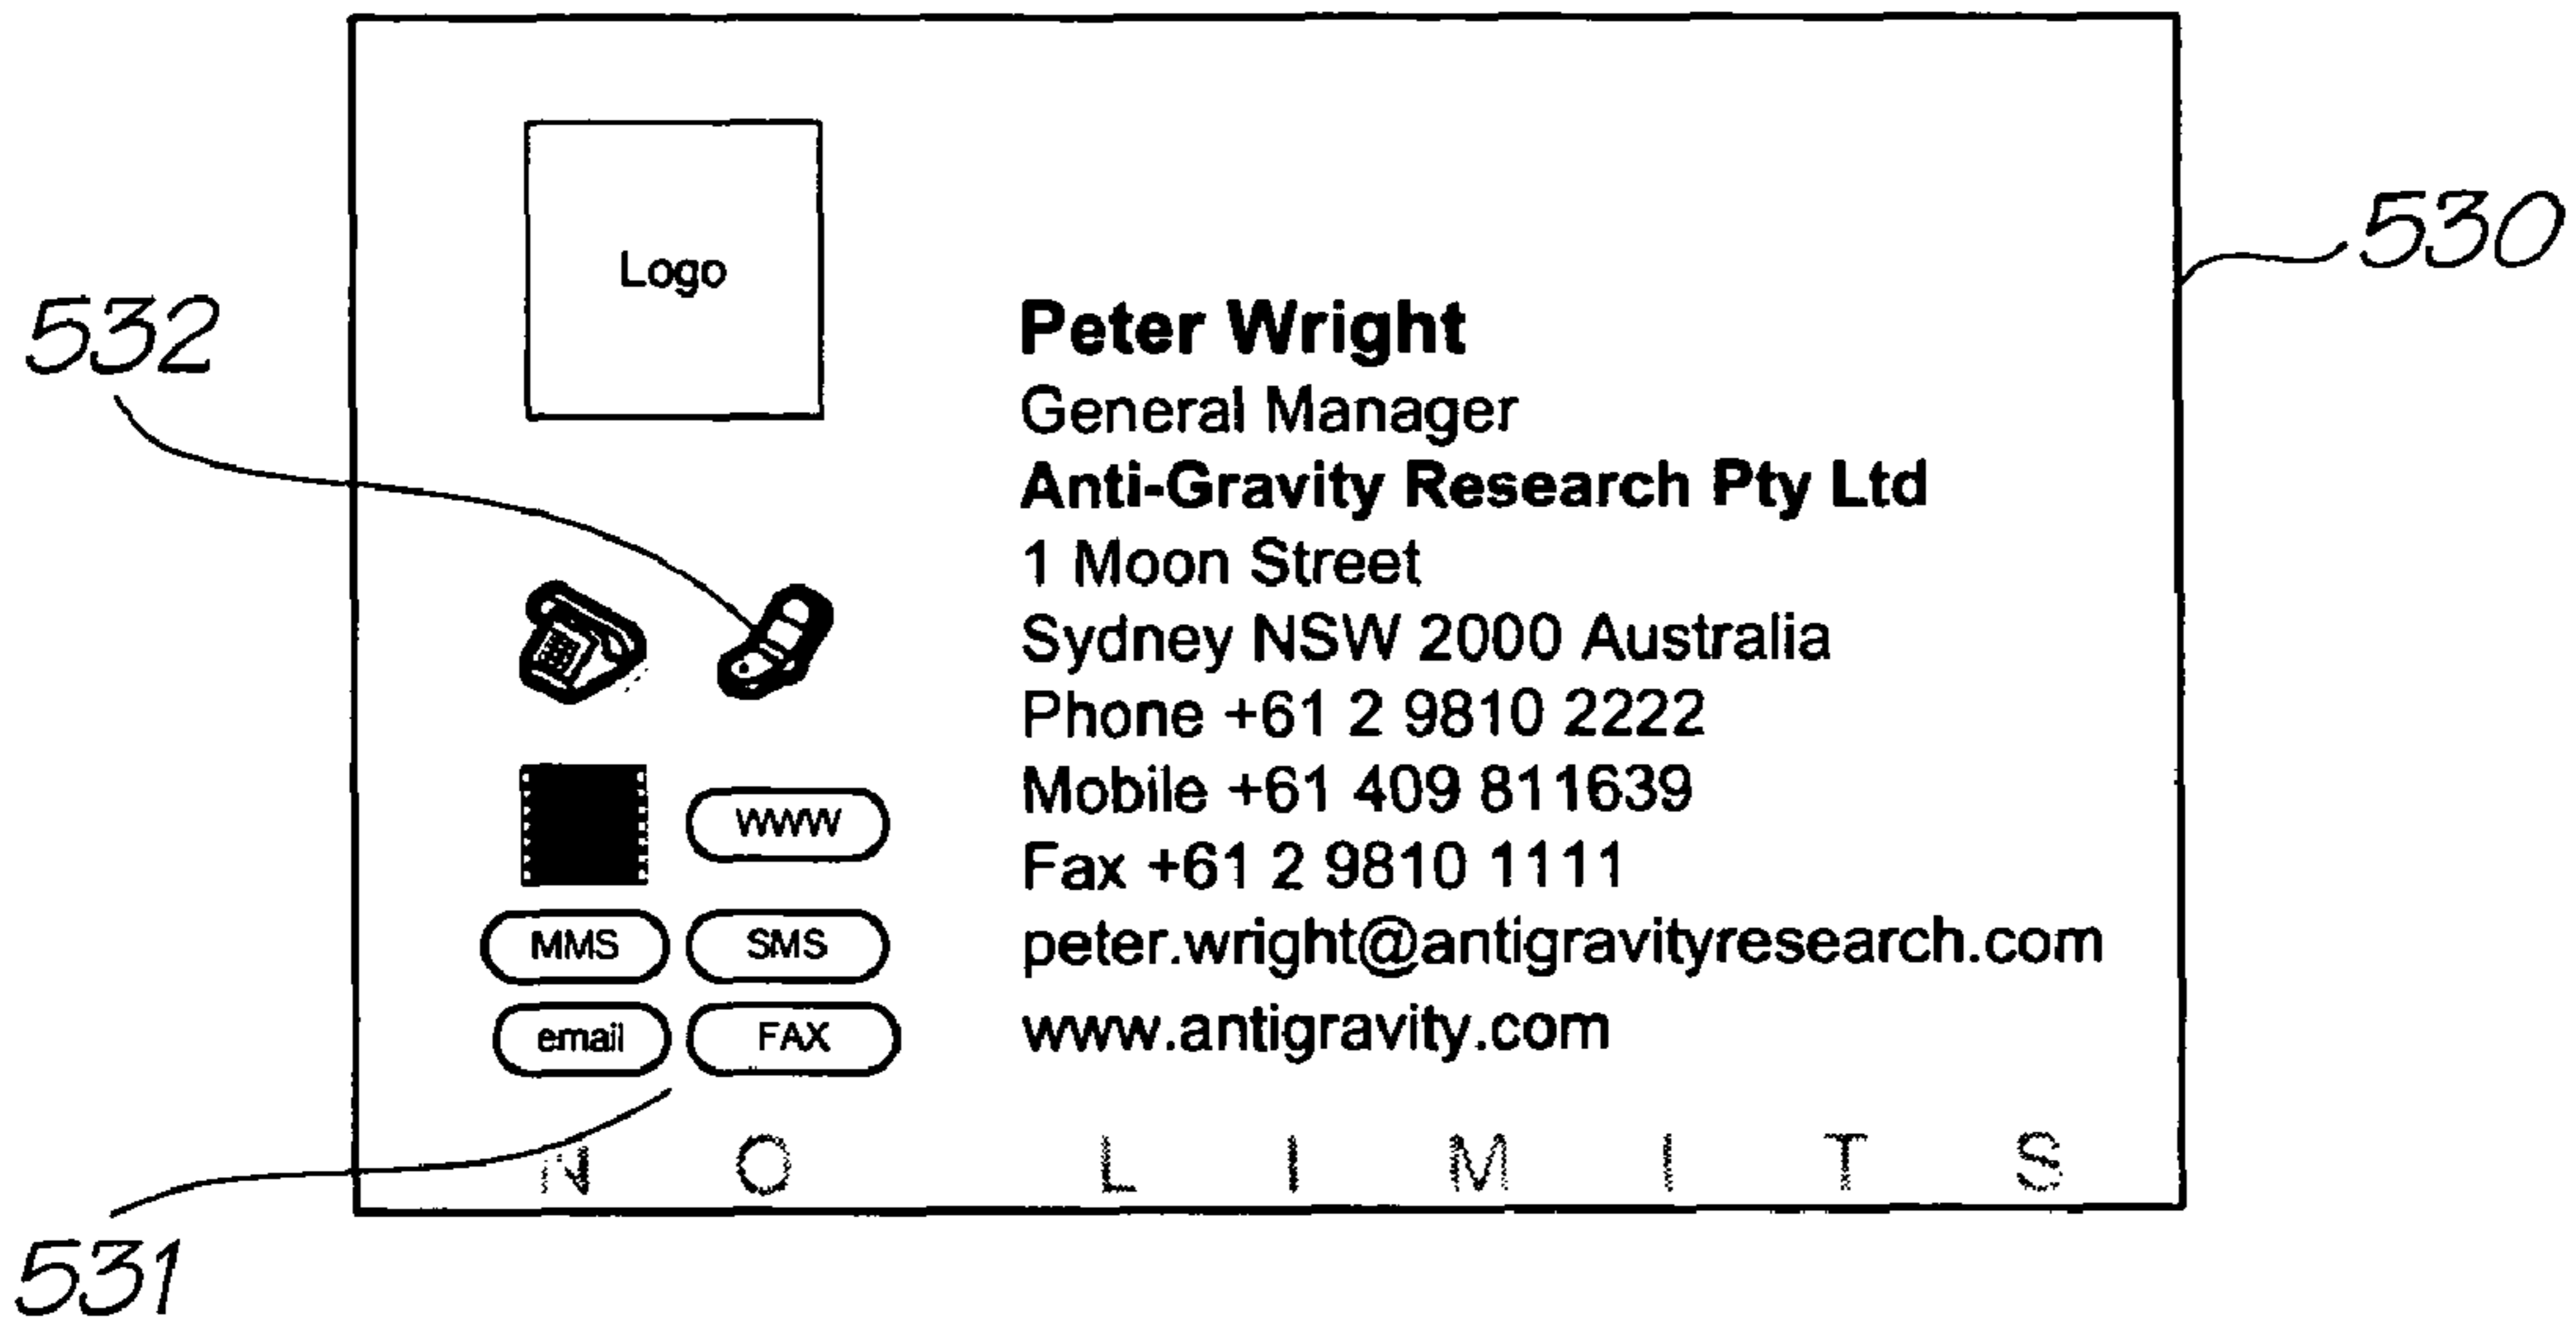 530
Logo
532
Peter Wright
General Manager
Anti-Gravity Research Pty Ltd
1 Moon Street
Sydney NSW 2000 Australia
Phone +61 2 9810 2222
Mobile +61 409 811639
Fax +61 2 9810 1111
peter.wright@antigravityresearch.com
www.antigravity.com
WWW
MMS SMS
email FAX
N O L I M I T S
531